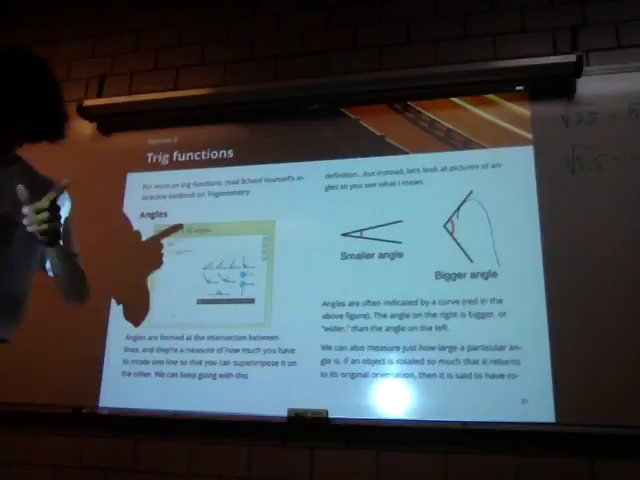 Trig functions
For more on trig functions, read School Yourself's in-
teractive textbook on Trigonometry.
Angles
Angles are formed at the intersection between
lines, and they're a measure of how much you have
to rotate one line so that you can superimpose it on
the other. We can keep going with this
definition...but instead, let's look at pictures of an-
gles so you see what I mean.
Smaller angle
Bigger angle
Angles are often indicated by a curve (red in the
above figure). The angle on the right is bigger, or
"wider," than the angle on the left.
We can also measure just how large a particular an-
gle is. If an object is rotated so much that it returns
to its original orientation, then it is said to have ro-
√25 =